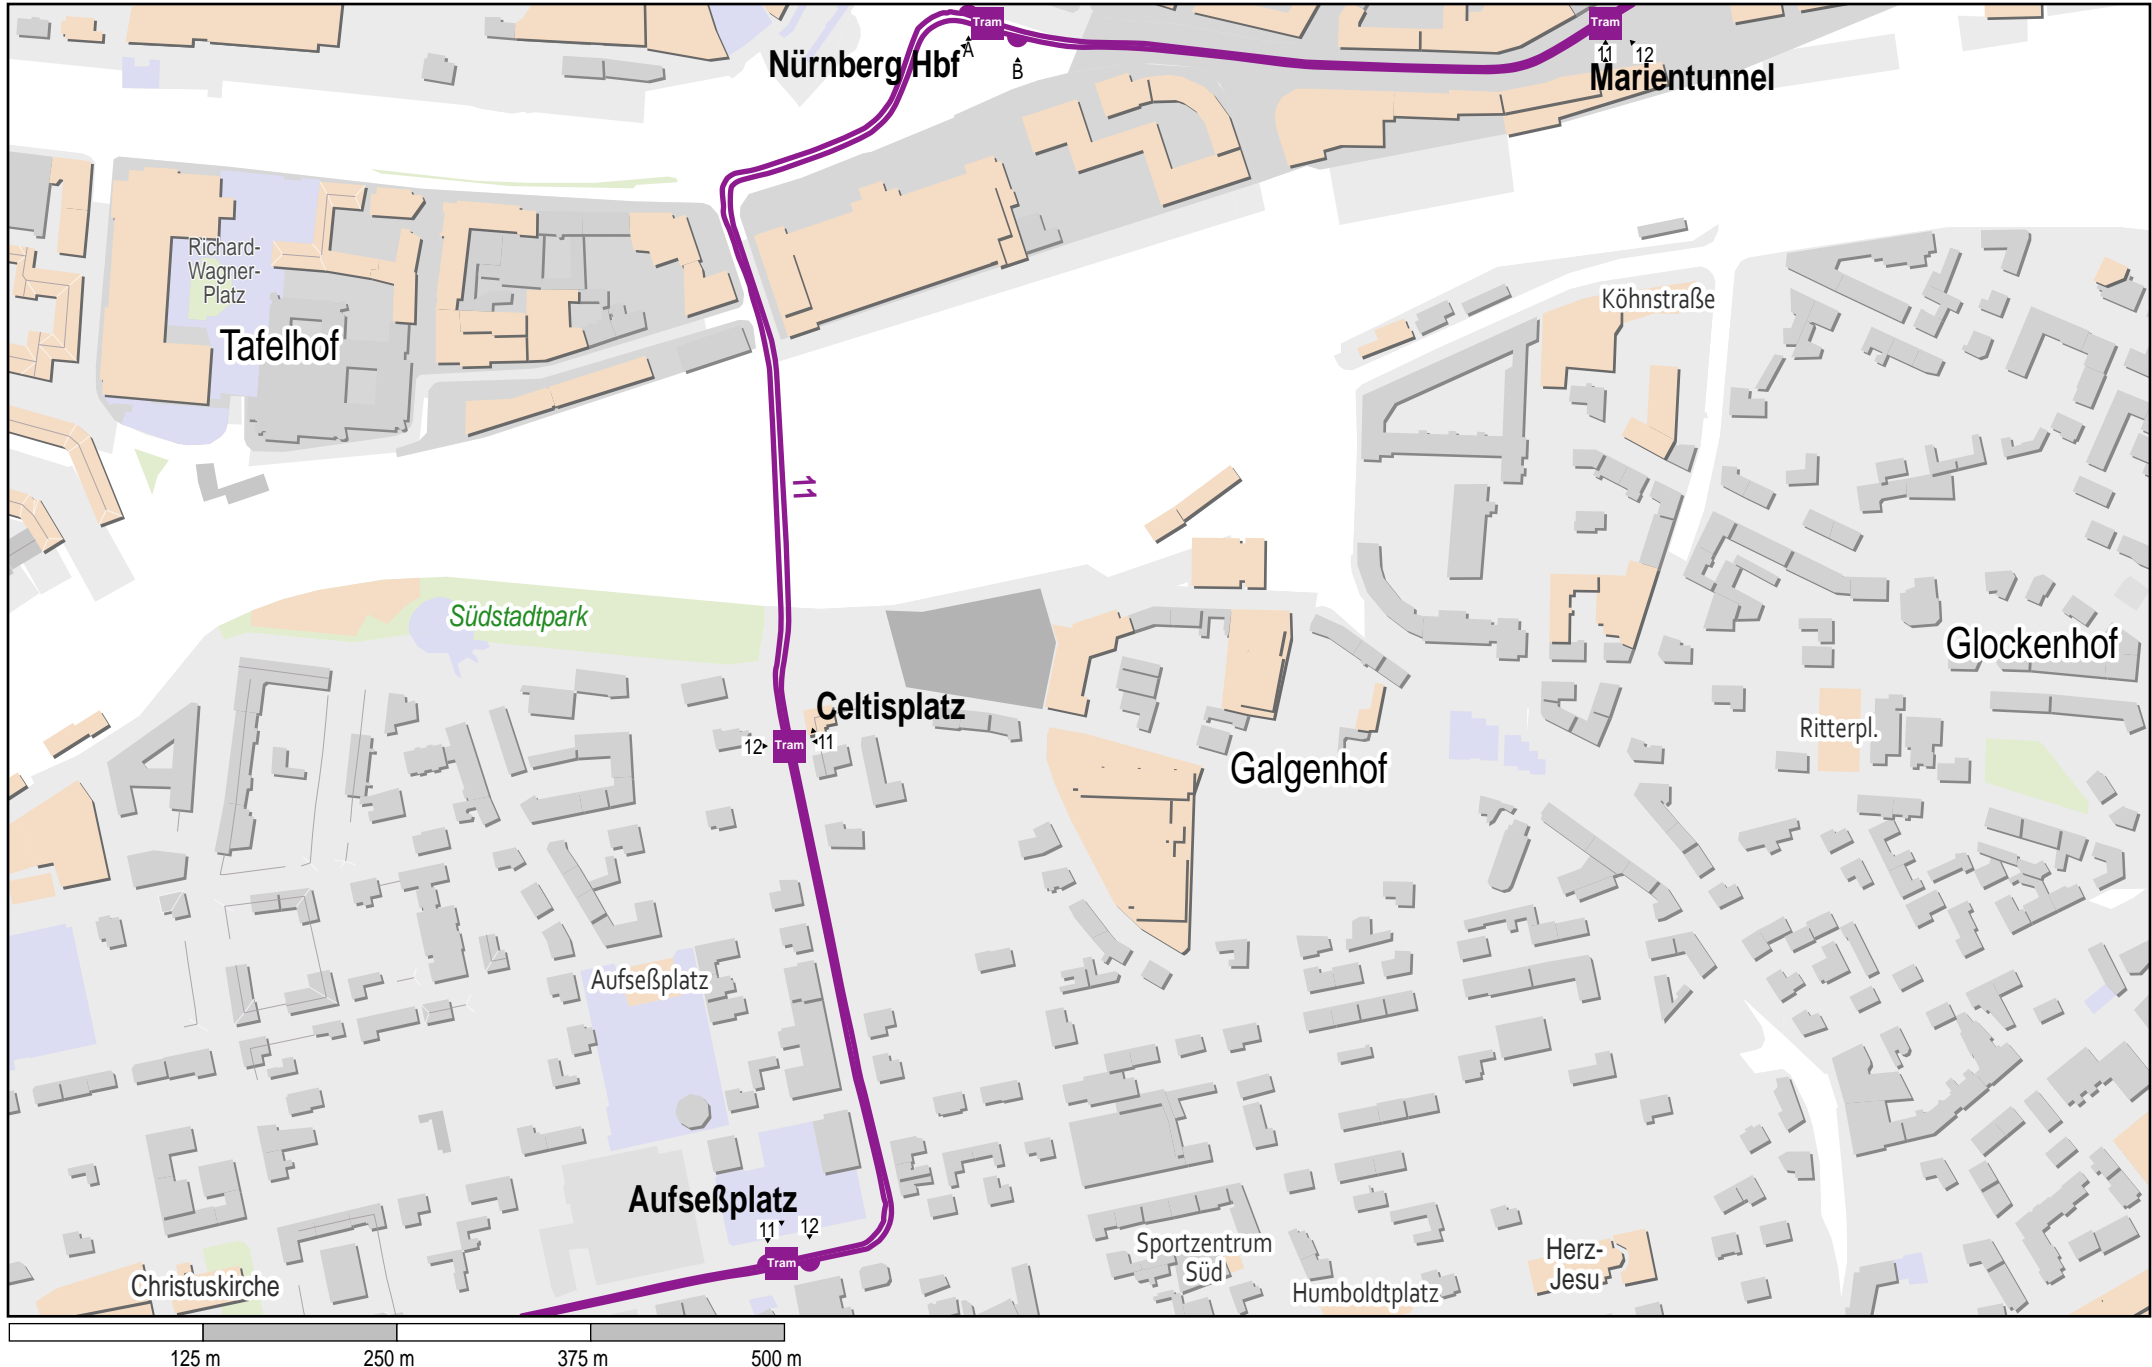 Tram
Tram
A
B
11
12
Nürnberg Hbf
Marientunnel
Richard-
Wagner-
Platz
Köhnstraße
Tafelhof
11
Südstadtpark
Glockenhof
Celtisplatz
Ritterpl.
12
Tram
11
Galgenhof
Aufseßplatz
Aufseßplatz
11
12
Tram
Sportzentrum
Süd
Herz-
Jesu
Christuskirche
Humboldtplatz
125 m
250 m
375 m
500 m